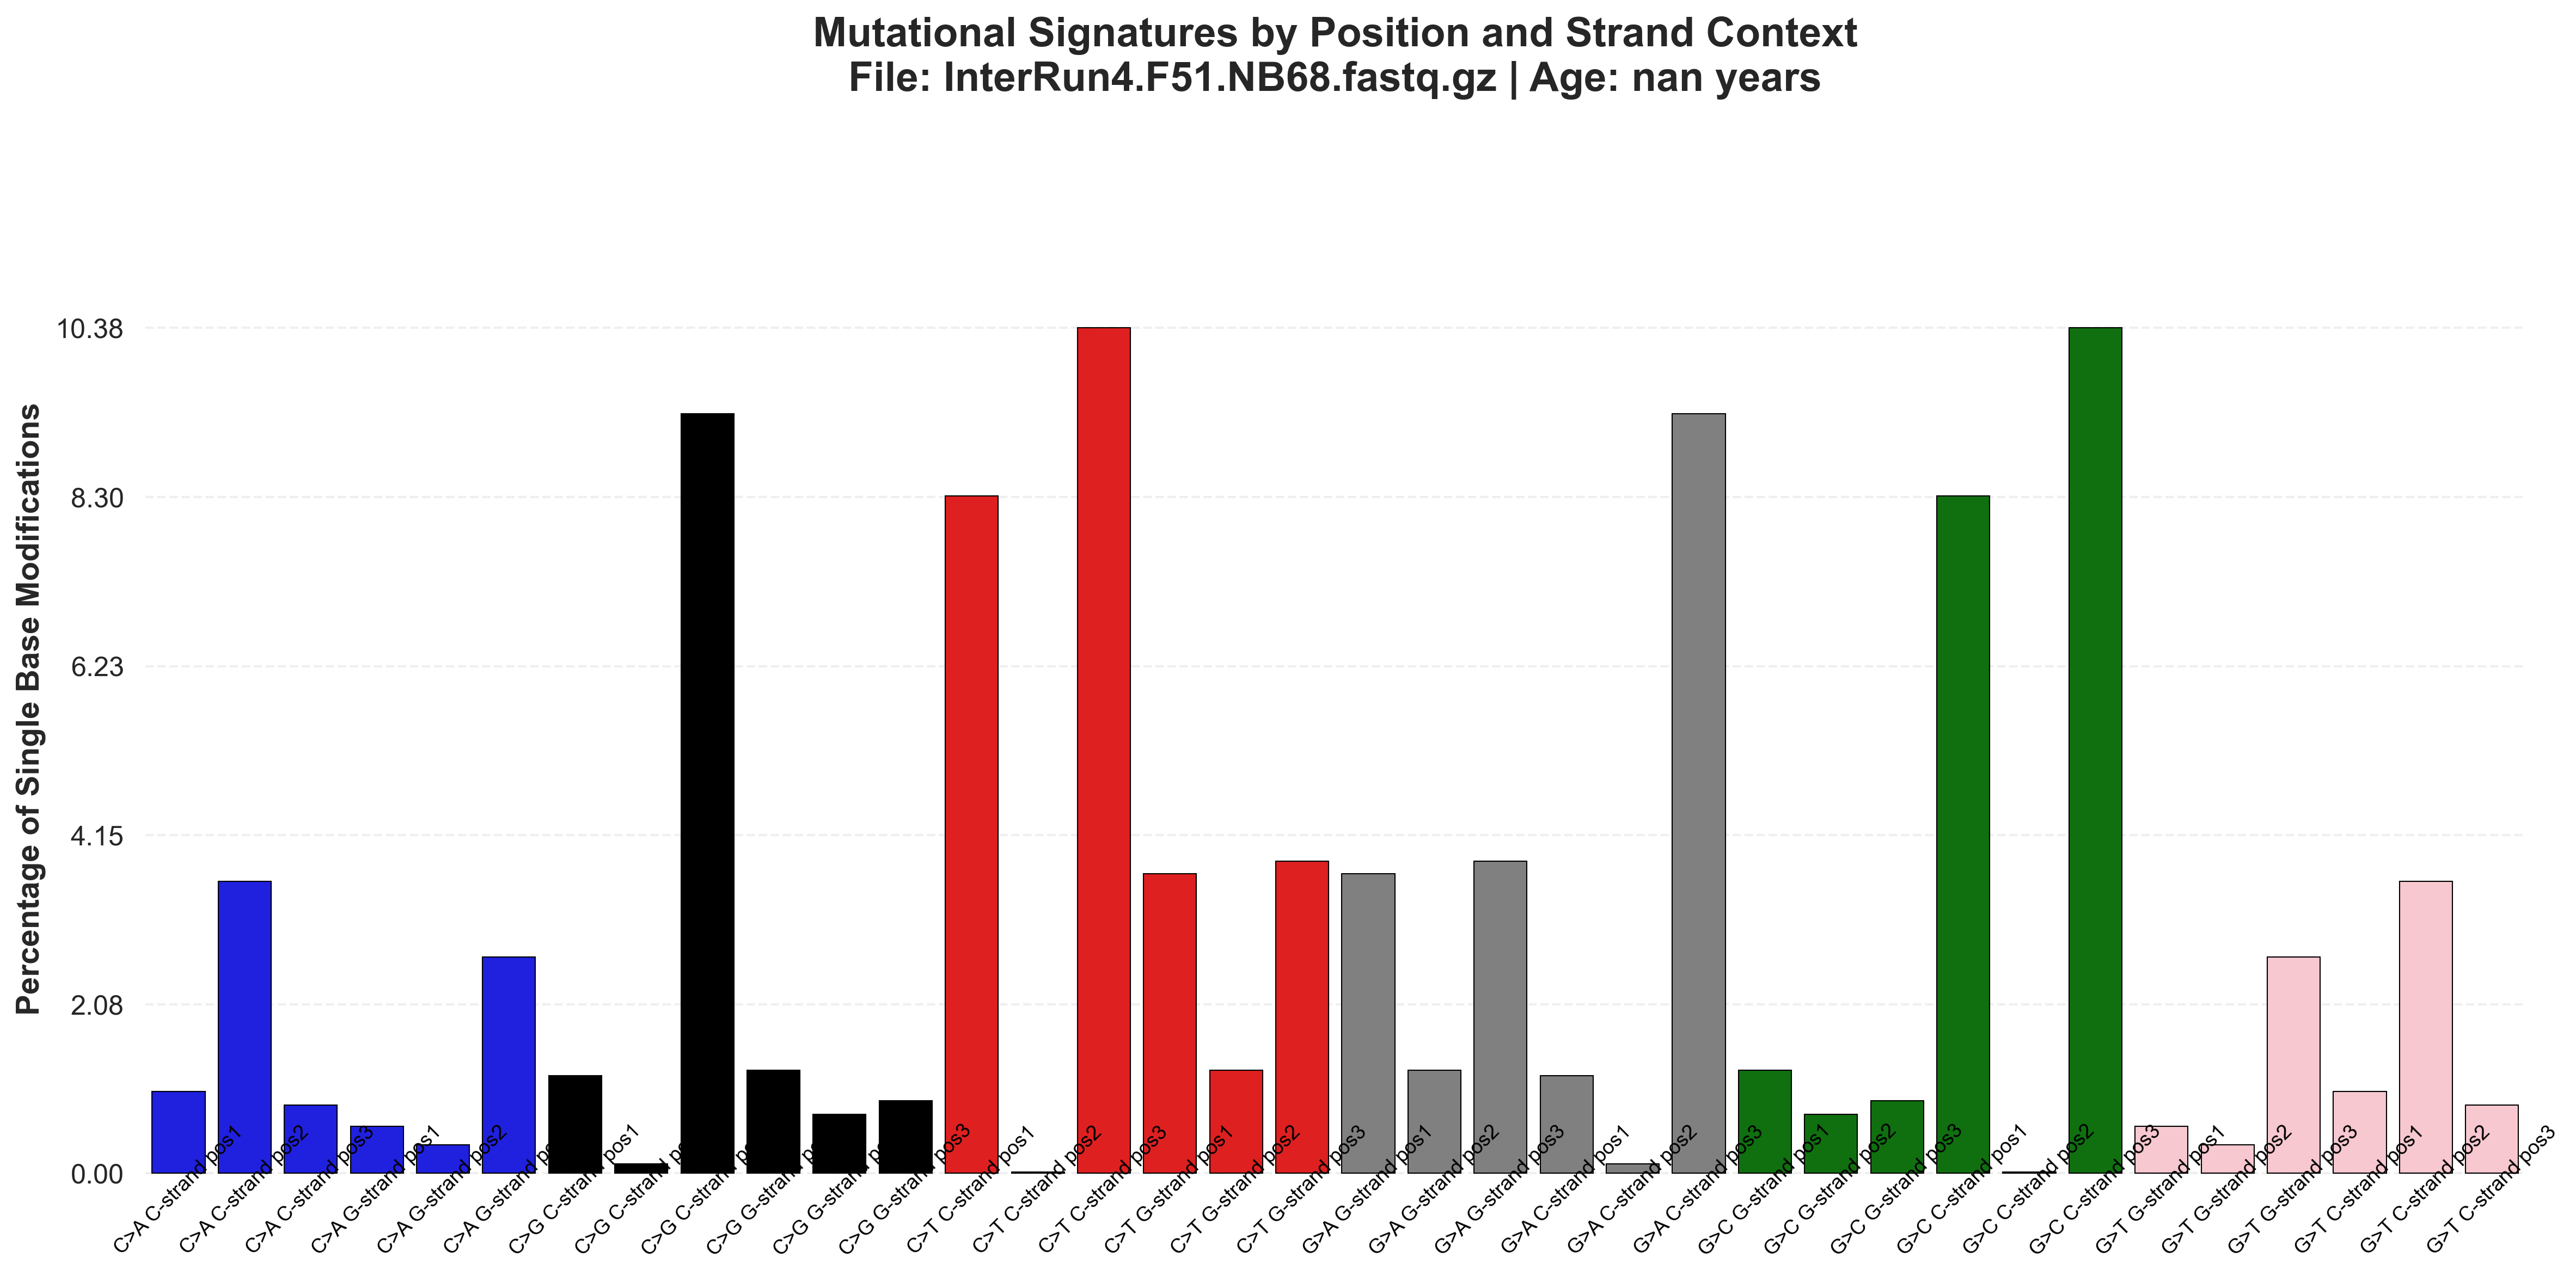 Mutational Signatures by Position and Strand Context
File: InterRun4.F51.NB68.fastq.gz | Age: nan years
Percentage of Single Base Modifications
10.38
8.30
6.23
4.15
2.08
0.00
C>A C-strand pos1
C>A C-strand pos2
C>A C-strand pos3
C>A G-strand pos1
C>A G-strand pos2
C>A G-strand
C>G C-strand pos1
C>G C-strand
C>G C-strand
C>G G-strand
C>G G-strand
C>G G-strand pos3
C>T C-strand pos1
C>T C-strand pos2
C>T C-strand pos3
C>T G-strand pos1
C>T G-strand pos2
C>T G-strand pos3
G>A G-strand pos1
G>A G-strand pos2
G>A G-strand pos3
G>A C-strand pos1
G>A C-strand pos2
G>A C-strand pos3
G>C G-strand pos1
G>C G-strand pos2
G>C G-strand pos3
G>C C-strand pos1
G>C C-strand pos2
G>C C-strand pos3
G>T G-strand pos1
G>T G-strand pos2
G>T G-strand pos3
G>T C-strand pos1
G>T C-strand pos2
G>T C-strand pos3